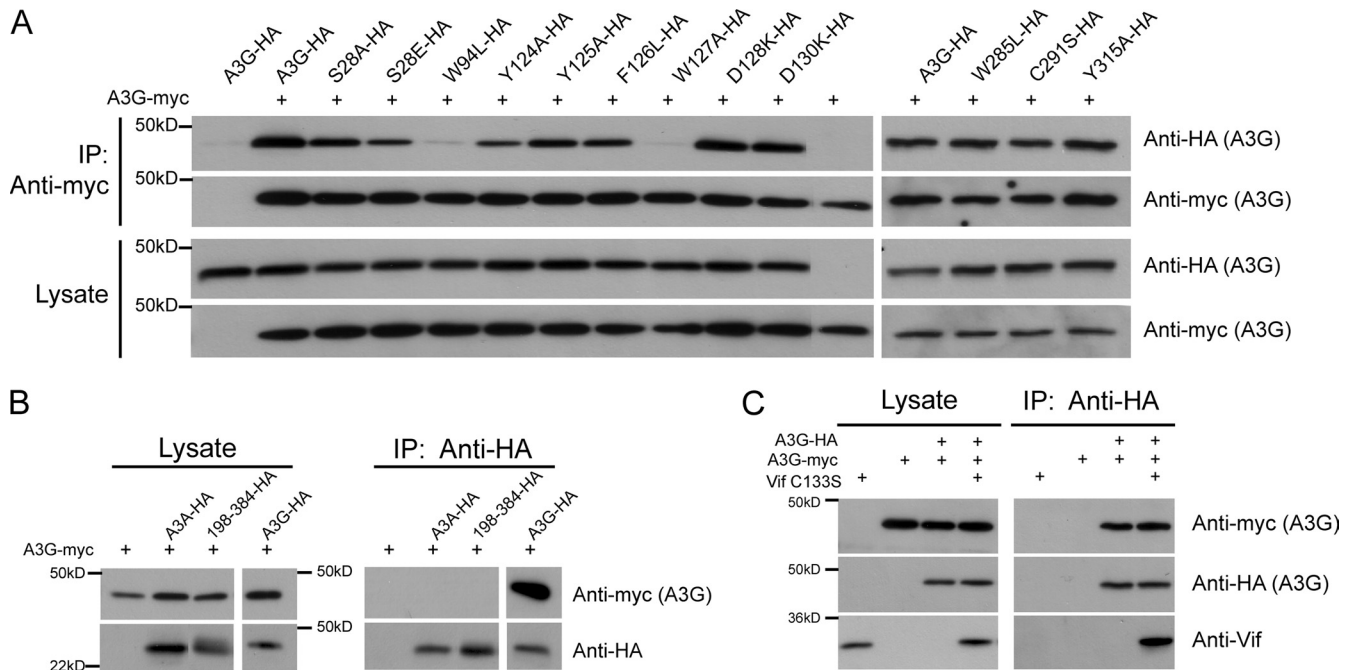 A
A3G-HA
A3G-HA
S28A-HA
S28E-HA
W94L-HA
Y124A-HA
Y125A-HA
F126L-HA
W127A-HA
D128K-HA
D130K-HA
A3G-HA
W285L-HA
C291S-HA
Y315A-HA
A3G-myc + + + + + + + + + + + + + + +
IP:
Anti-myc
50kD
Anti-HA (A3G)
50kD
Anti-myc (A3G)
Lysate
50kD
Anti-HA (A3G)
50kD
Anti-myc (A3G)
B
Lysate
A3A-HA
198-384-HA
A3G-HA
A3G-myc + + + +
50kD
22kD
IP: Anti-HA
A3A-HA
198-384-HA
A3G-HA
+ + + +
50kD
Anti-myc (A3G)
50kD
Anti-HA
C
Lysate
IP: Anti-HA
A3G-HA + + + +
A3G-myc + + + + + +
Vif C133S + + + +
50kD
Anti-myc (A3G)
50kD
Anti-HA (A3G)
36kD
Anti-Vif